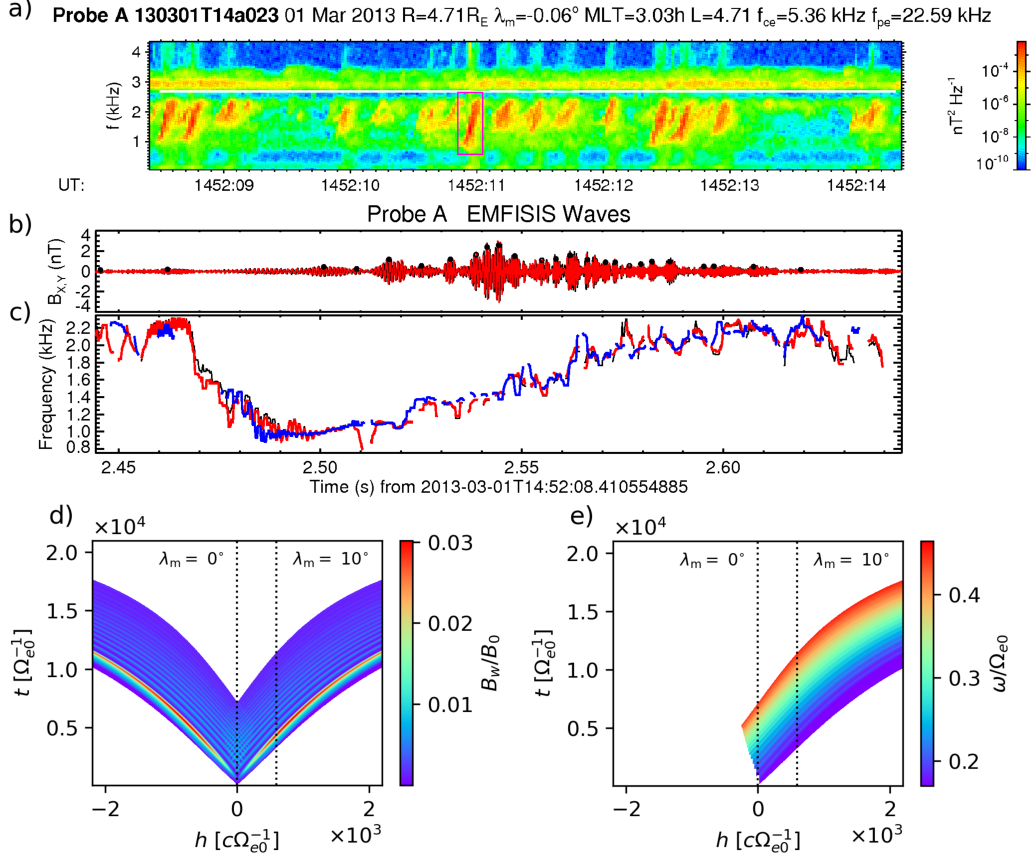 a) Probe A 130301T14a023 01 Mar 2013 R=4.71R_E λ_m=-0.06° MLT=3.03h L=4.71 f_ce=5.36 kHz f_pe=22.59 kHz
4
3
2
1
f (kHz)
10^-4
10^-6
10^-8
10^-10
nT² Hz^-1
UT: 1452:09 1452:10 1452:11 1452:12 1452:13 1452:14
Probe A EMFISIS Waves
b)
4
2
0
-2
-4
B_X,Y (nT)
c)
2.2
2.0
1.8
1.6
1.4
1.2
1.0
0.8
Frequency (kHz)
2.45 2.50 2.55 2.60
Time (s) from 2013-03-01T14:52:08.410554885
d)
×10^4
2.0
1.5
1.0
0.5
t [Ω_e0^-1]
λ_m = 0° λ_m = 10°
−2 0 2
h [cΩ_e0^-1] ×10^3
0.03
0.02
0.01
B_w/B_0
e)
×10^4
2.0
1.5
1.0
0.5
t [Ω_e0^-1]
λ_m = 0° λ_m = 10°
−2 0 2
h [cΩ_e0^-1] ×10^3
0.4
0.3
0.2
ω/Ω_e0